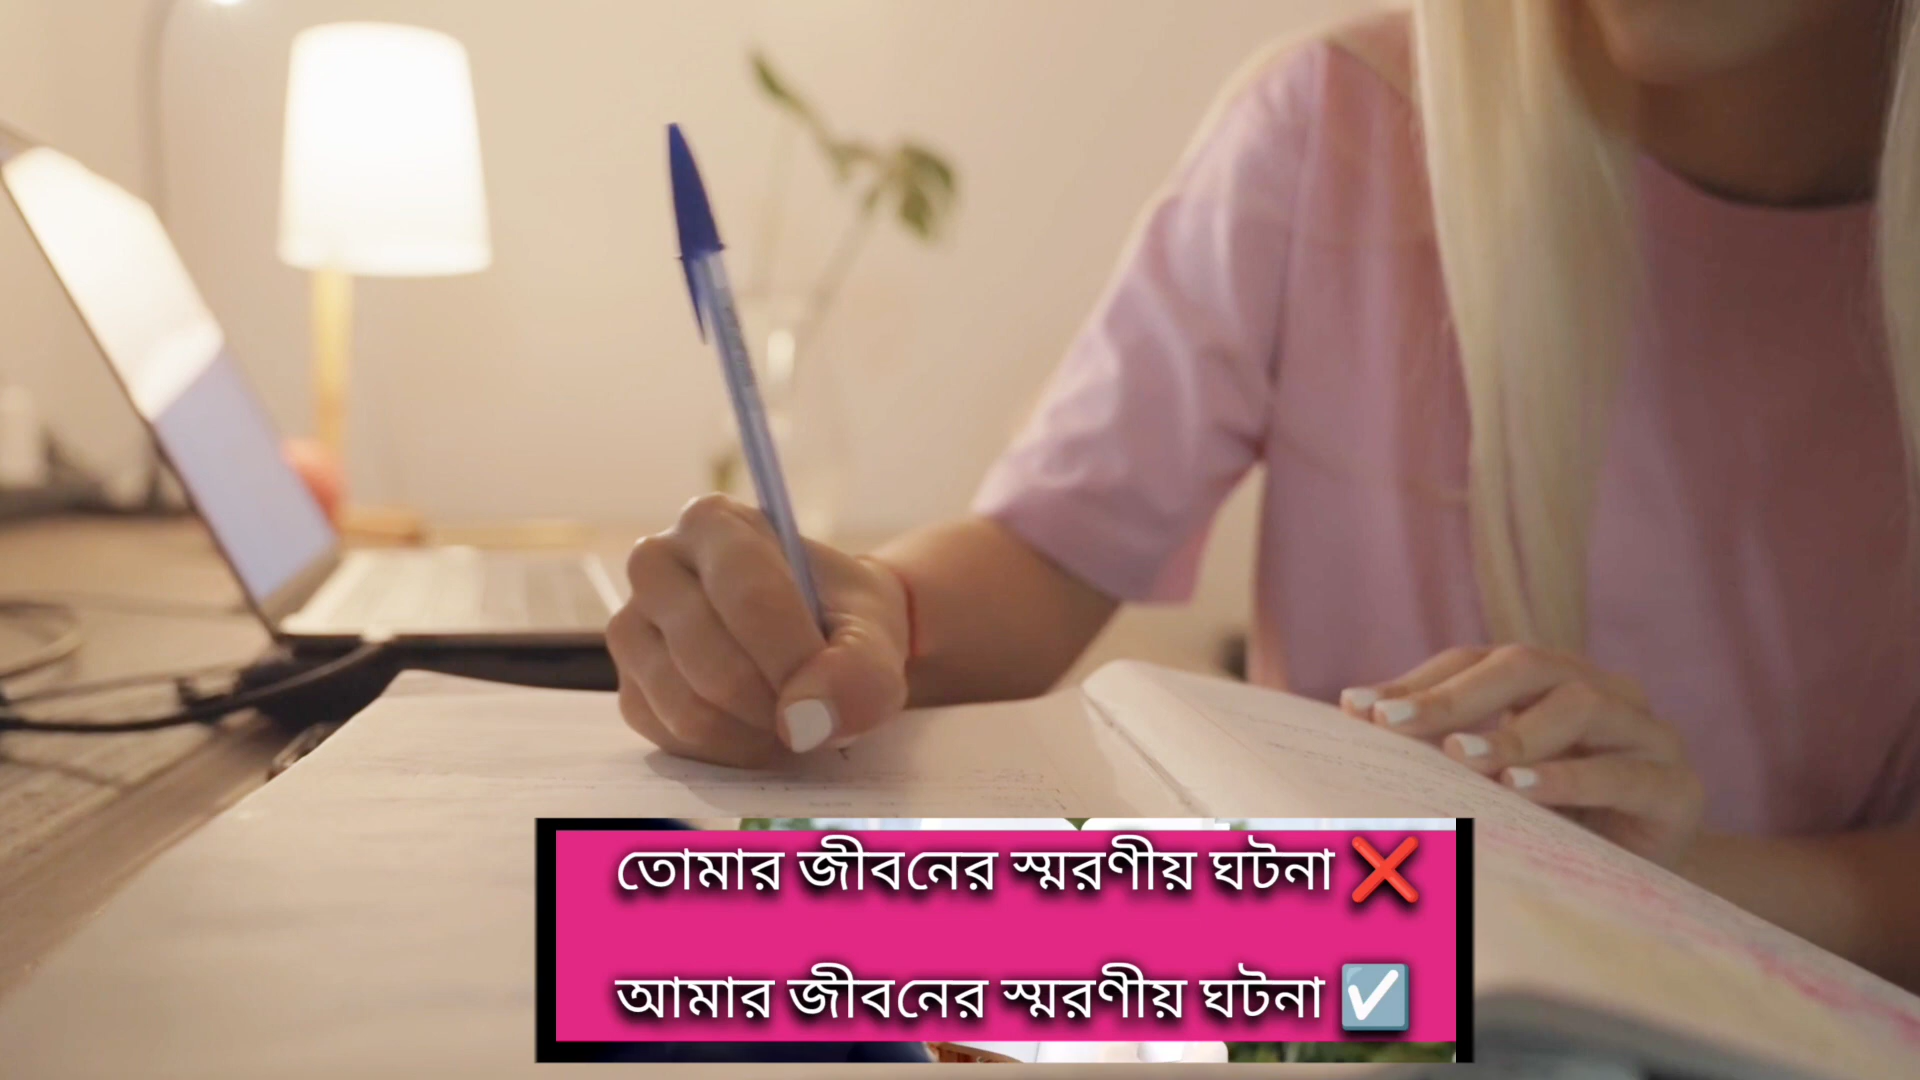 তোমার জীবনের স্মরণীয় ঘটনা ❌
আমার জীবনের স্মরণীয় ঘটনা ☑️